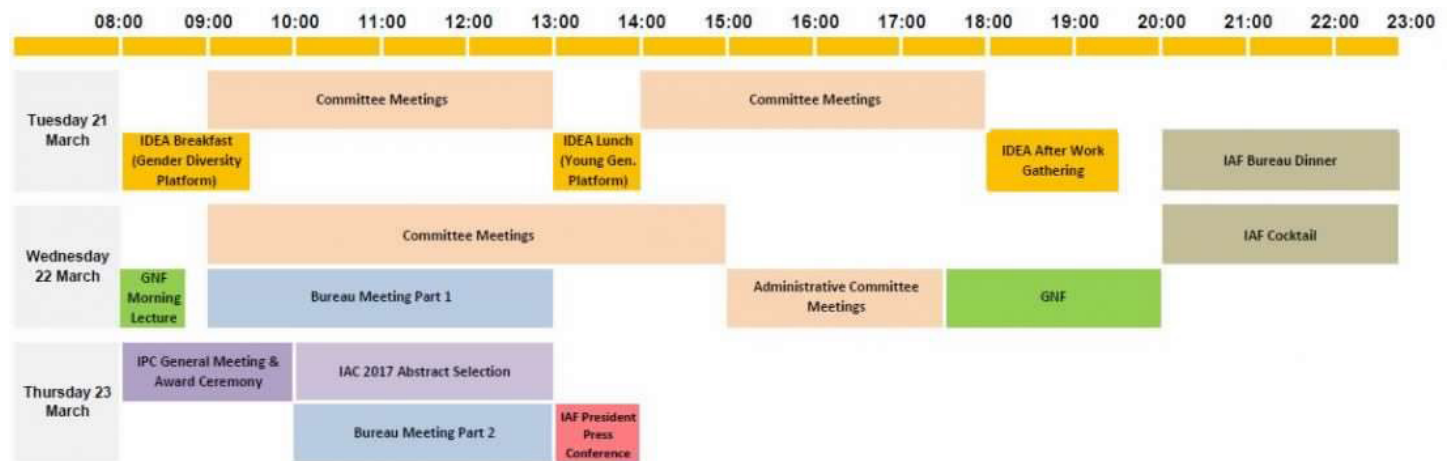 08:00 09:00 10:00 11:00 12:00 13:00 14:00 15:00 16:00 17:00 18:00 19:00 20:00 21:00 22:00 23:00
Tuesday 21
March
Committee Meetings
Committee Meetings
IDEA Breakfast
(Gender Diversity
Platform)
IDEA Lunch
(Young Gen.
Platform)
IDEA After Work
Gathering
IAF Bureau Dinner
Wednesday
22 March
Committee Meetings
IAF Cocktail
GNF
Morning
Lecture
Bureau Meeting Part 1
Administrative Committee
Meetings
GNF
Thursday 23
March
IPC General Meeting &
Award Ceremony
IAC 2017 Abstract Selection
Bureau Meeting Part 2
IAF President
Press
Conference